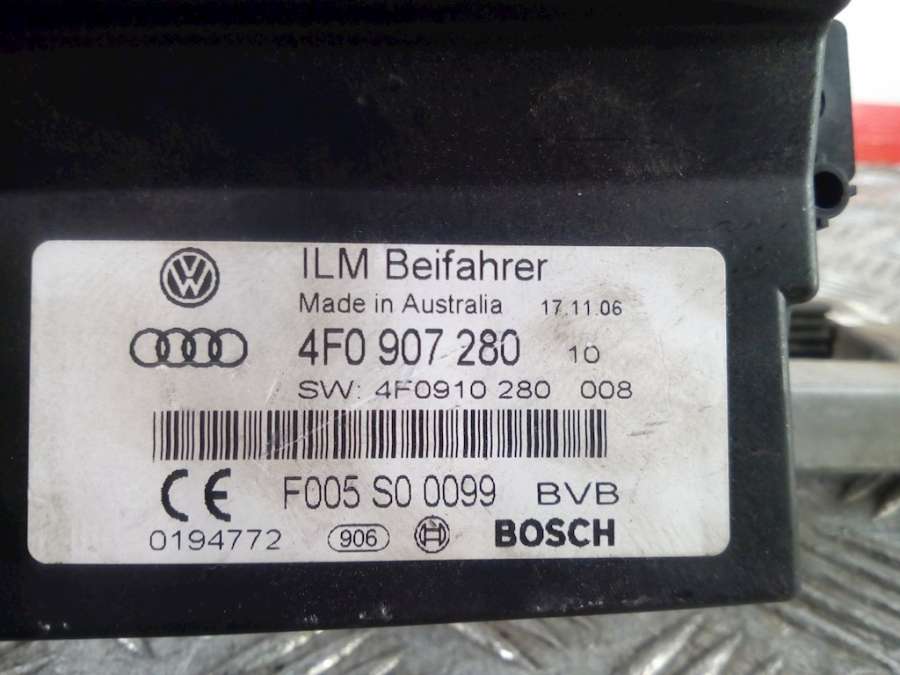 ILM Beifahrer
Made in Australia 17.11.06
4F0 907 280 10
SW: 4F0910 280 008
CE F005 S0 0099 BVB
0194772 906 BOSCH